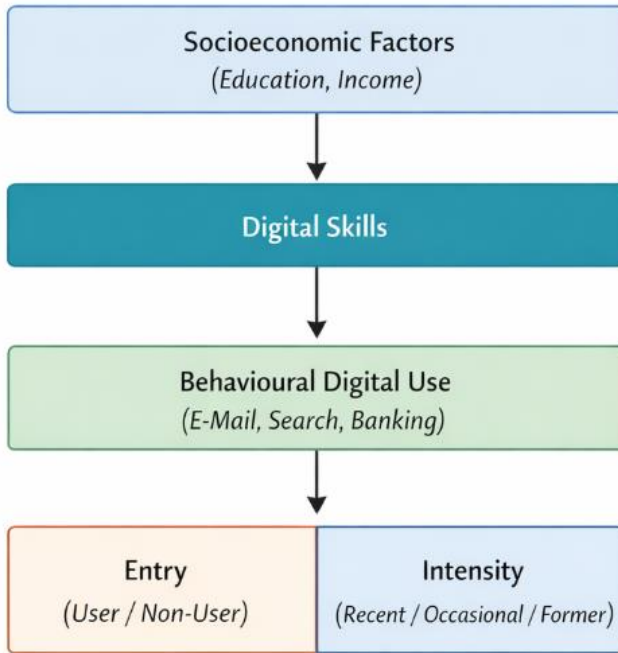 Socioeconomic Factors
(Education, Income)
Digital Skills
Behavioural Digital Use
(E-Mail, Search, Banking)
Entry
(User / Non-User)
Intensity
(Recent / Occasional / Former)